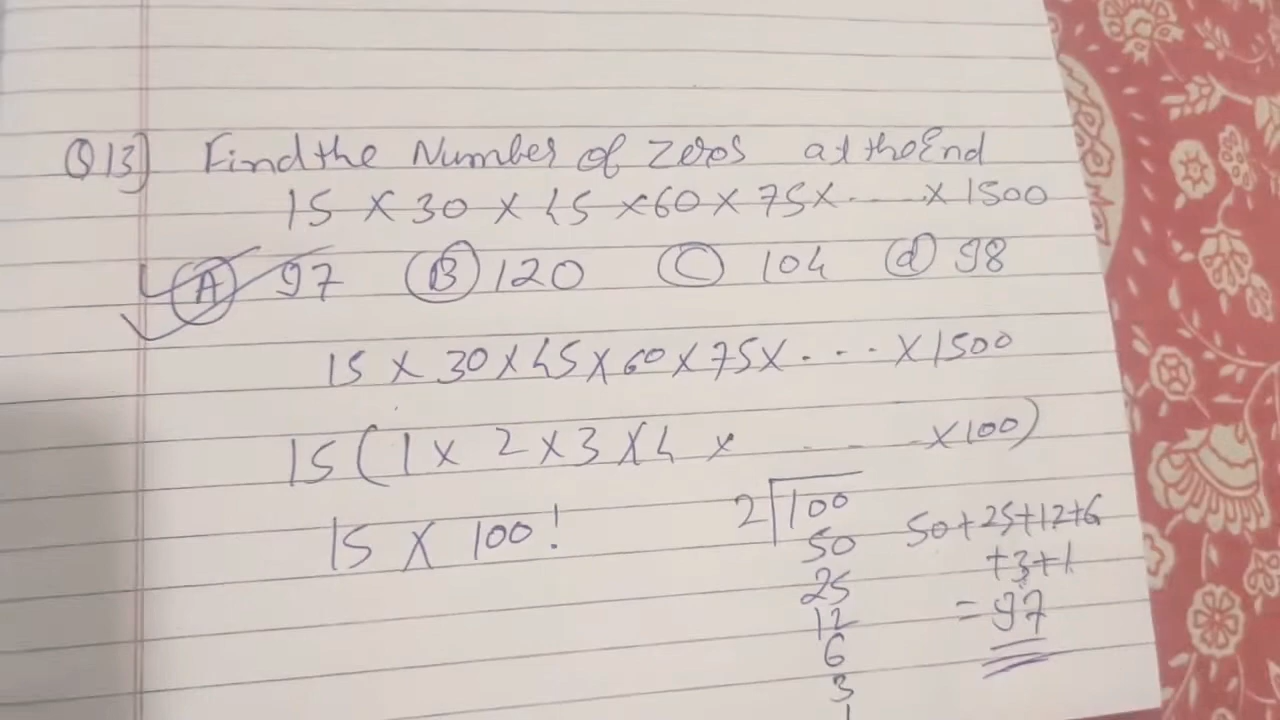 Q13] Find the Number of Zeros at the End
15 × 30 × 45 × 60 × 75 × ..... × 1500
A 97 B 120 C 104 d 98
15 × 30 × 45 × 60 × 75 × .... × 1500
15 ( 1 × 2 × 3 × 4 × ..... × 100 )
15 × 100!
2 100
50
25
12
6
3
1
50 + 25 + 12 + 6
+ 3 + 1
= 97